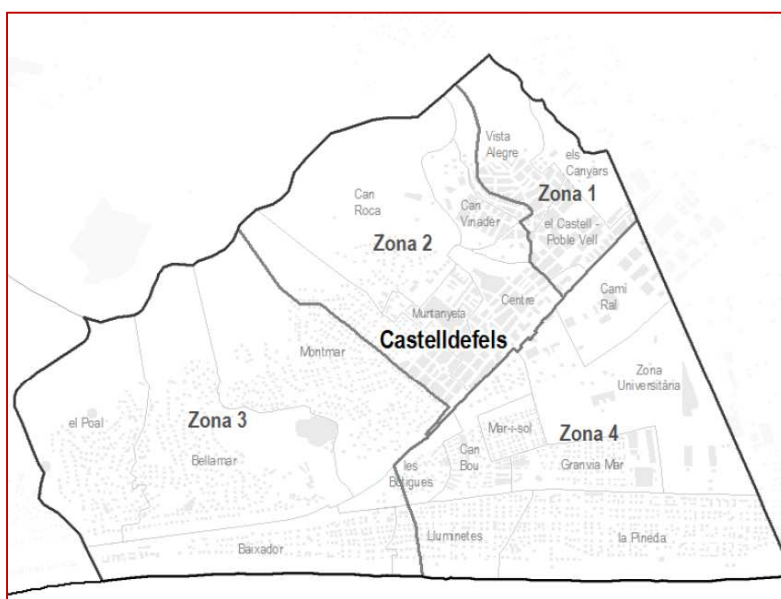 Vista
Alegre
els
Canyars
Zona 1
Can
Roca
Can
Vinader
el Castell -
Poble Vell
Zona 2
Camí
Ral
Centre
Muntanyeta
Castelldefels
Montmar
Zona
Universitària
Zona 3
el Poal
Mar-i-sol
Zona 4
Can
Bou
Bellamar
Granvia Mar
les
Botigues
Lluminetes
la Pineda
Baixador